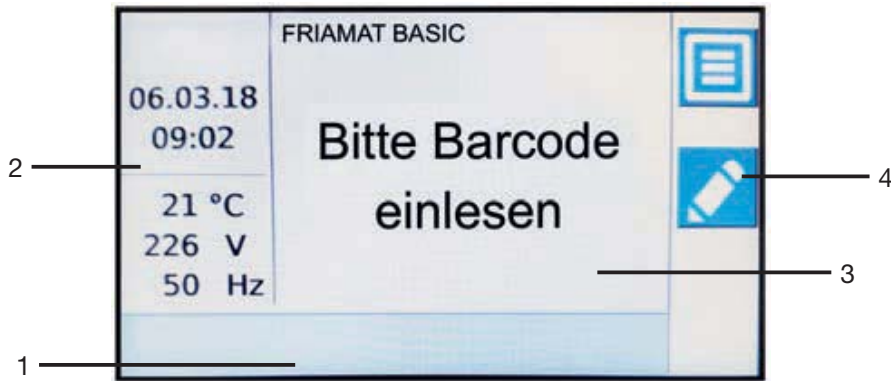 FRIAMAT BASIC
06.03.18
09:02
21 °C
226 V
50 Hz
Bitte Barcode
einlesen
1
2
3
4